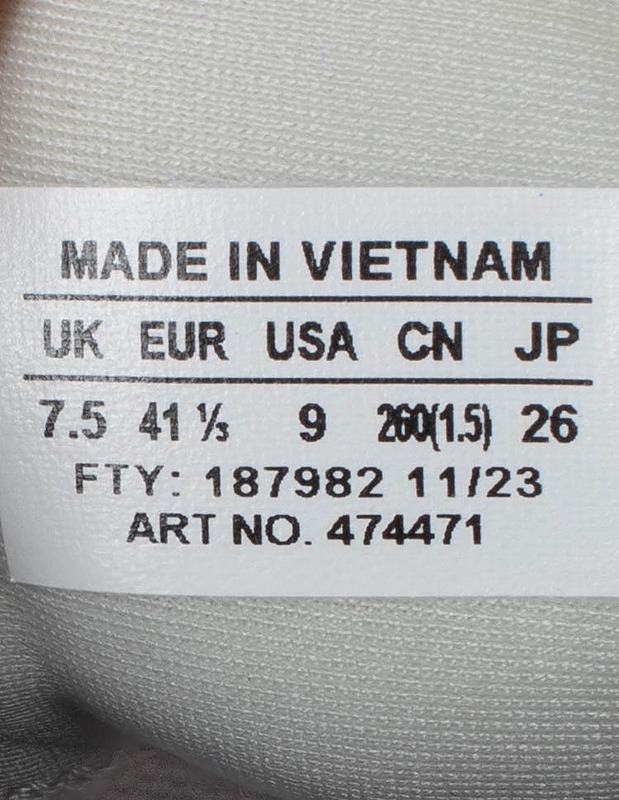 MADE IN VIETNAM
UK EUR USA CN JP
7.5 41 ⅓ 9 260(1.5) 26
FTY: 187982 11/23
ART NO. 474471